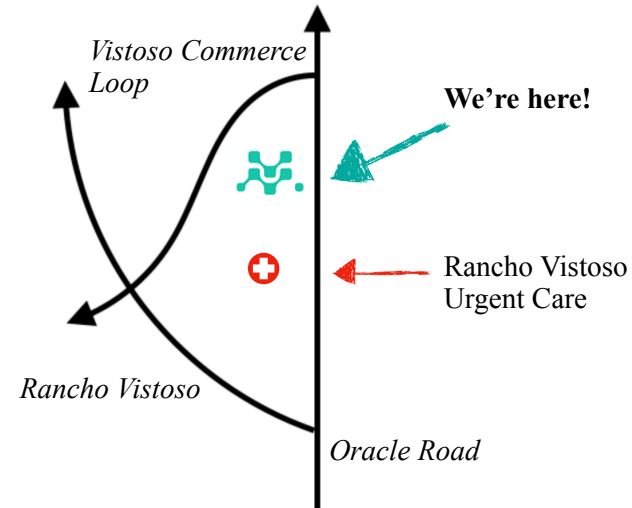 Vistoso Commerce
Loop
We’re here!
Rancho Vistoso
Urgent Care
Rancho Vistoso
Oracle Road